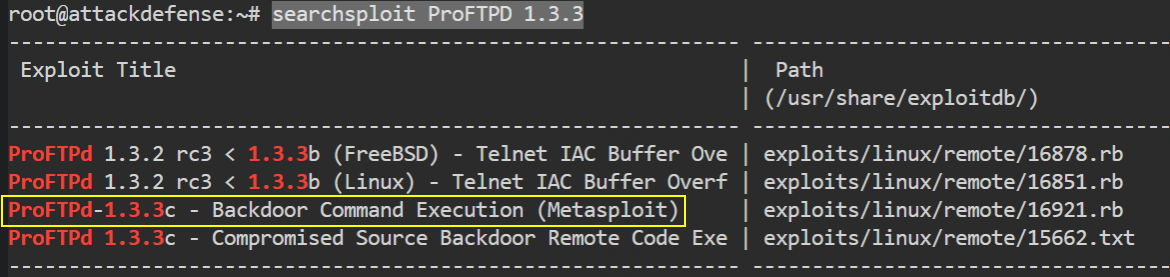 root@attackdefense:~# searchsploit ProFTPD 1.3.3
--------------------------------------------------------------- -----------------------------------
Exploit Title | Path
| (/usr/share/exploitdb/)
--------------------------------------------------------------- -----------------------------------
ProFTPd 1.3.2 rc3 < 1.3.3b (FreeBSD) - Telnet IAC Buffer Ove | exploits/linux/remote/16878.rb
ProFTPd 1.3.2 rc3 < 1.3.3b (Linux) - Telnet IAC Buffer Overf | exploits/linux/remote/16851.rb
ProFTPd-1.3.3c - Backdoor Command Execution (Metasploit) | exploits/linux/remote/16921.rb
ProFTPd 1.3.3c - Compromised Source Backdoor Remote Code Exe | exploits/linux/remote/15662.txt
--------------------------------------------------------------- -----------------------------------